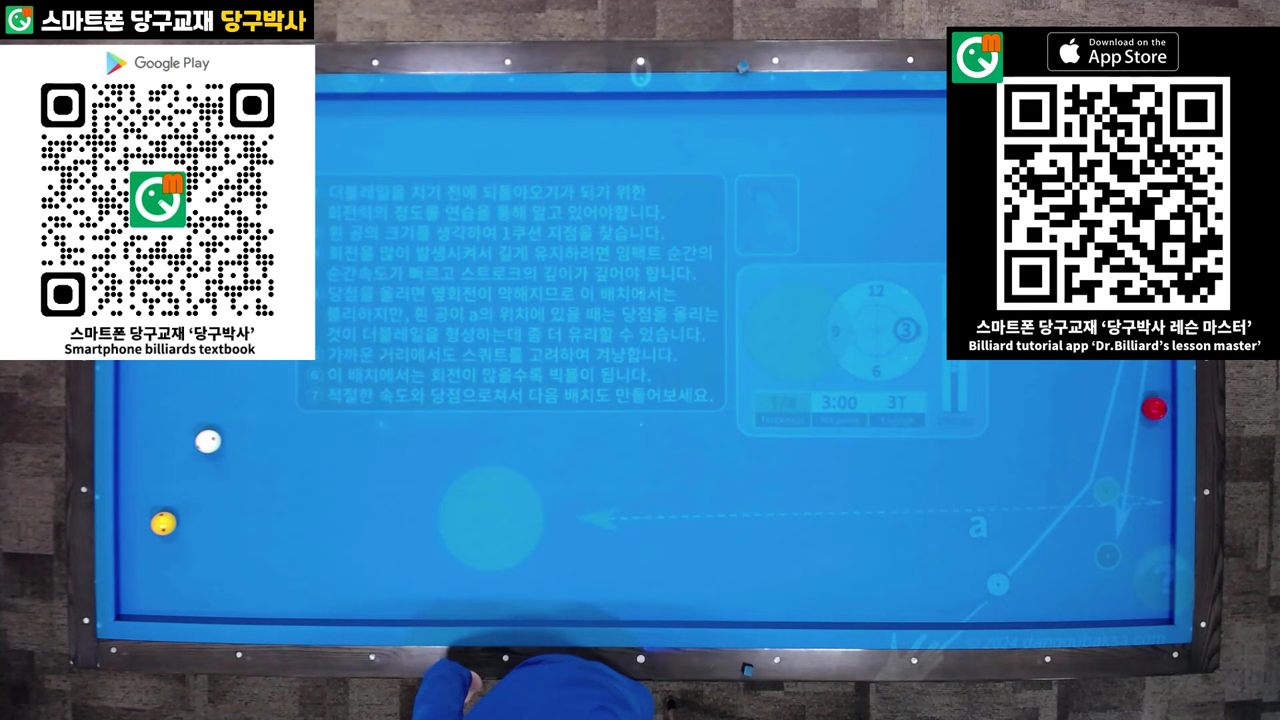 스마트폰 당구교재 당구박사
Google Play
스마트폰 당구교재 '당구박사'
Smartphone billiards textbook
Download on the
App Store
스마트폰 당구교재 '당구박사 레슨 마스터'
Billiard tutorial app 'Dr.Billiard's lesson master'
더블레일을 치기 전에 되돌아오기가 되기 위한
회전력의 정도를 연습을 통해 알고 있어야합니다.
흰 공의 크기를 생각하여 1쿠션 지점을 찾습니다.
회전을 많이 발생시켜서 길게 유지하려면 임팩트 순간의
순간속도가 빠르고 스트로크의 깊이가 깊어야 합니다.
당점을 올리면 옆회전이 약해지므로 이 배치에서는
불리하지만, 흰 공이 a의 위치에 있을 때는 당점을 올리는
것이 더블레일을 형성하는데 좀 더 유리할 수 있습니다.
가까운 거리에서도 스쿼트를 고려하여 겨냥합니다.
6 이 배치에서는 회전이 많을수록 빅볼이 됩니다.
7 적절한 속도와 당점으로쳐서 다음 배치도 만들어보세요.
12
9
3
6
1/4 3:00 3T
Thickness
a
© 2024 danggubaksa.com